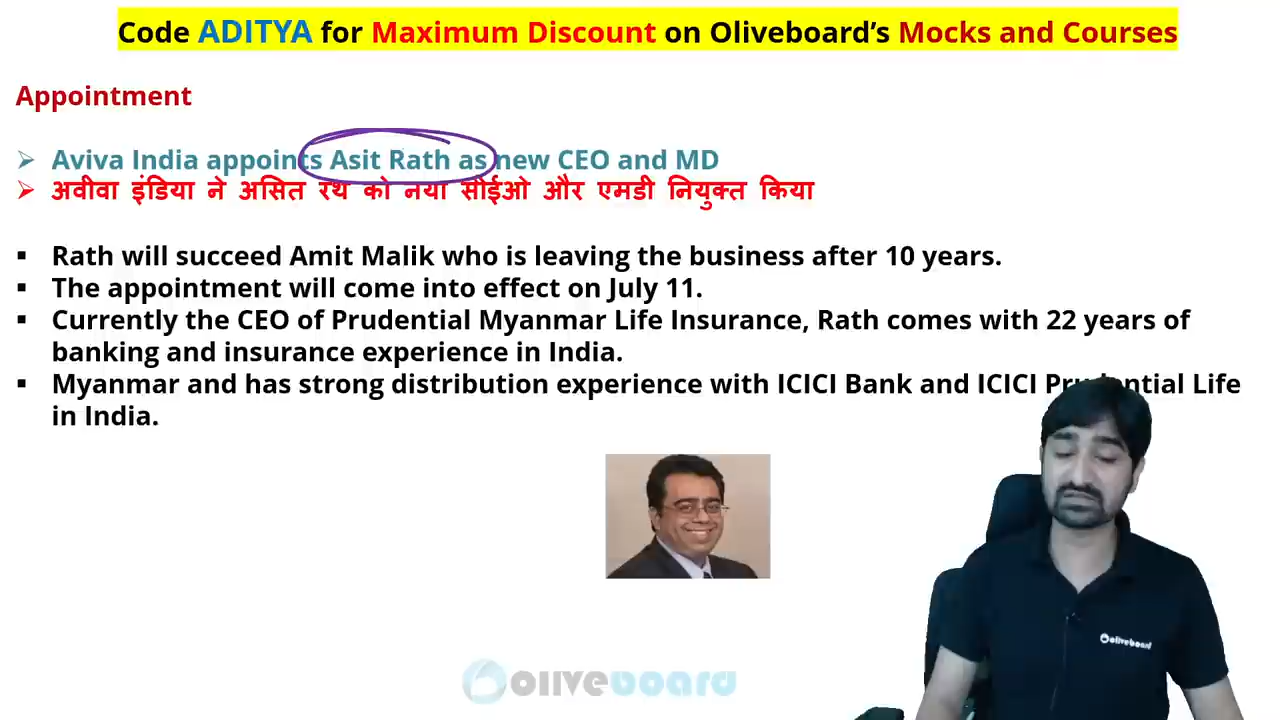 Code ADITYA for Maximum Discount on Oliveboard’s Mocks and Courses
Appointment
Aviva India appoints Asit Rath as new CEO and MD
अवीवा इंडिया ने असित रथ को नया सीईओ और एमडी नियुक्त किया
Rath will succeed Amit Malik who is leaving the business after 10 years.
The appointment will come into effect on July 11.
Currently the CEO of Prudential Myanmar Life Insurance, Rath comes with 22 years of
banking and insurance experience in India.
Myanmar and has strong distribution experience with ICICI Bank and ICICI Prudential Life
in India.
oliveboard
oliveboard